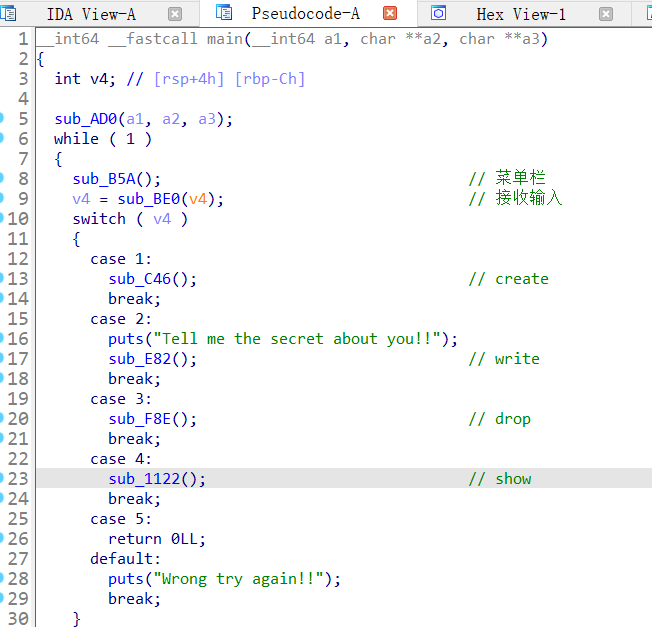 IDA View-A Pseudocode-A Hex View-1
1 __int64 __fastcall main(__int64 a1, char **a2, char **a3)
2 {
3 int v4; // [rsp+4h] [rbp-Ch]
4
5 sub_AD0(a1, a2, a3);
6 while ( 1 )
7 {
8 sub_B5A(); // 菜单栏
9 v4 = sub_BE0(v4); // 接收输入
10 switch ( v4 )
11 {
12 case 1:
13 sub_C46(); // create
14 break;
15 case 2:
16 puts("Tell me the secret about you!!");
17 sub_E82(); // write
18 break;
19 case 3:
20 sub_F8E(); // drop
21 break;
22 case 4:
23 sub_1122(); // show
24 break;
25 case 5:
26 return 0LL;
27 default:
28 puts("Wrong try again!!");
29 break;
30 }